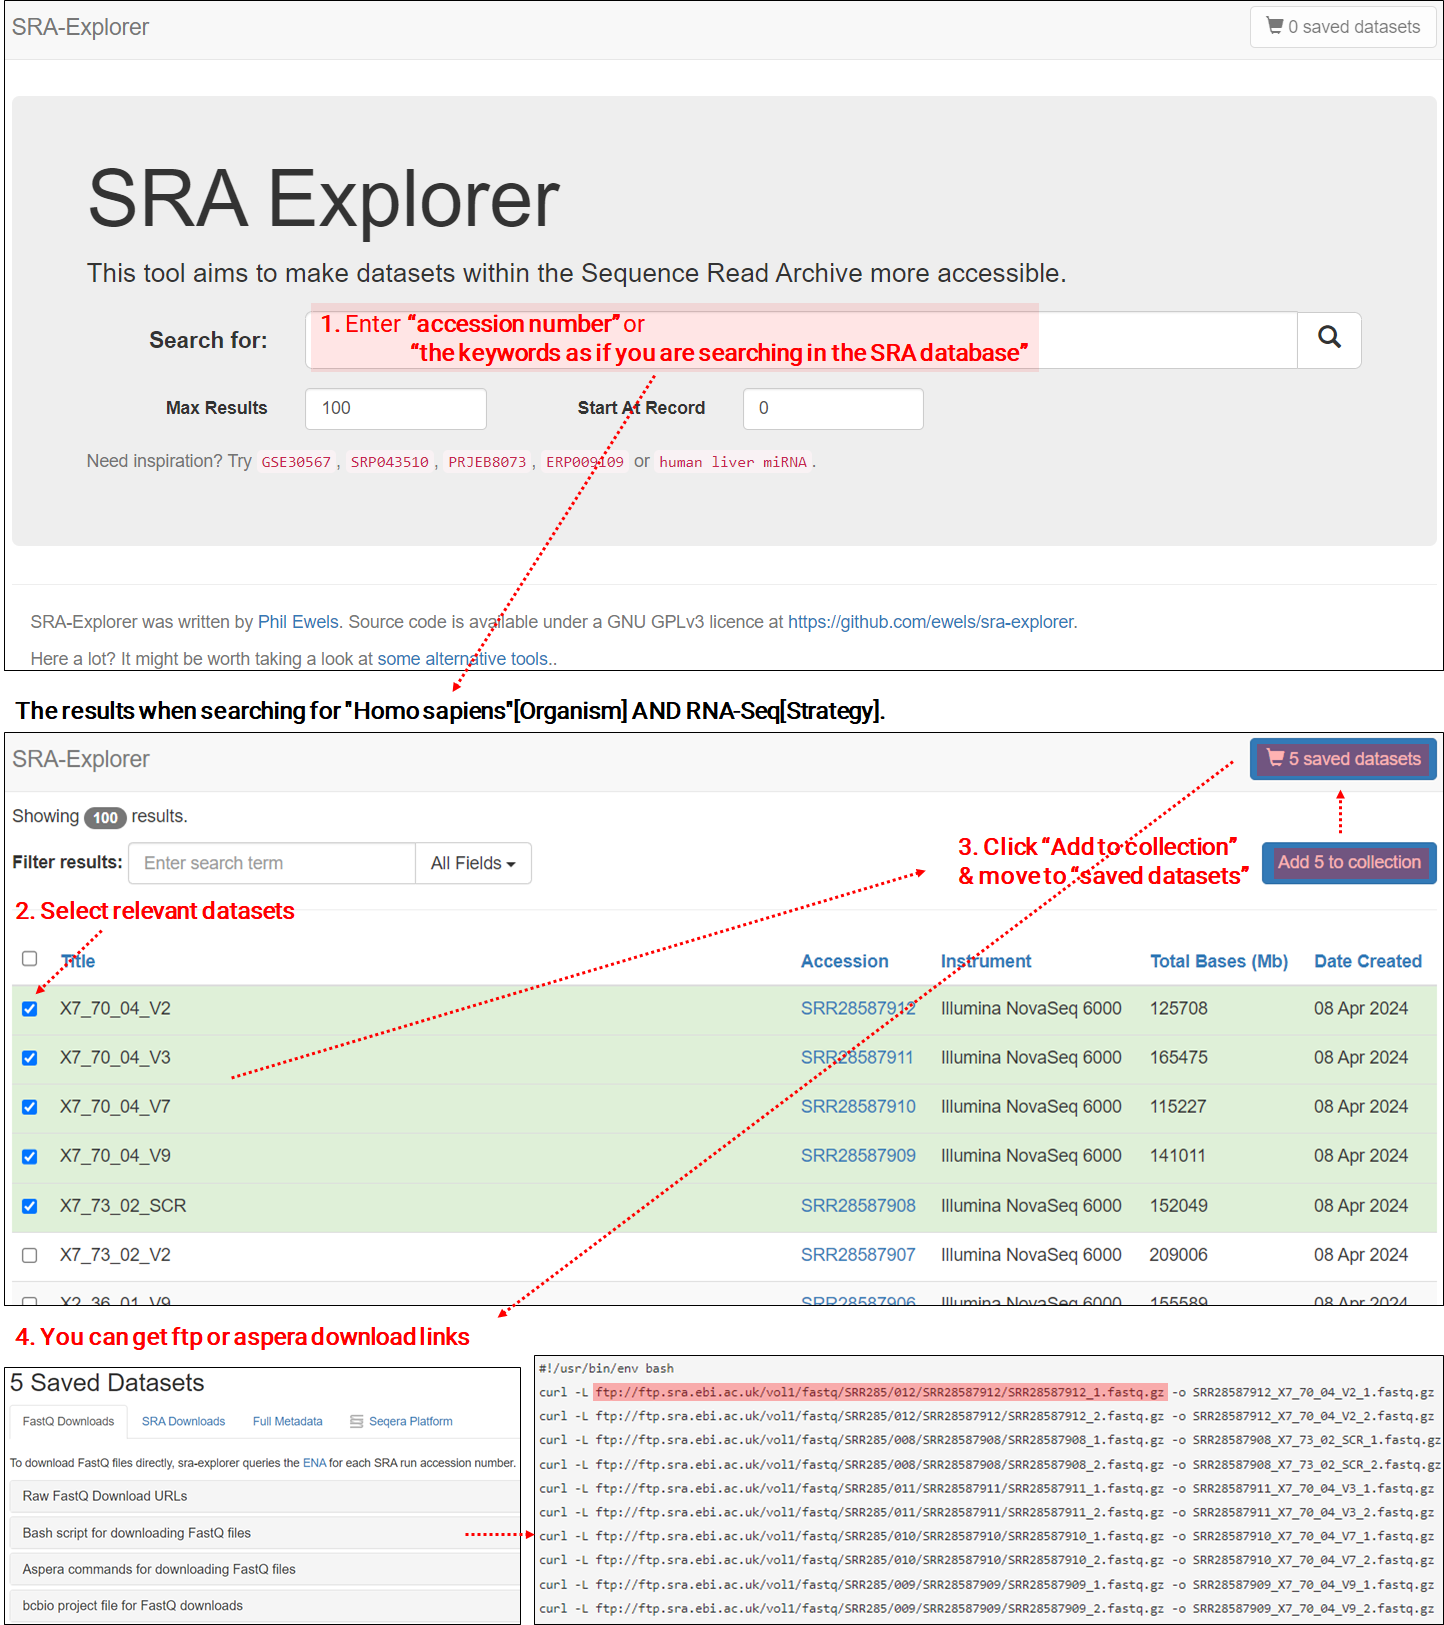 SRA-Explorer
0 saved datasets
SRA Explorer
This tool aims to make datasets within the Sequence Read Archive more accessible.
Search for:
1. Enter “accession number” or
“the keywords as if you are searching in the SRA database”
Max Results 100 Start At Record 0
Need inspiration? Try GSE30567, SRP043510, PRJEB8073, ERP009109 or human liver miRNA.
SRA-Explorer was written by Phil Ewels. Source code is available under a GNU GPLv3 licence at https://github.com/ewels/sra-explorer.
Here a lot? It might be worth taking a look at some alternative tools..
The results when searching for "Homo sapiens"[Organism] AND RNA-Seq[Strategy].
SRA-Explorer
5 saved datasets
Showing 100 results.
Filter results: Enter search term All Fields
3. Click “Add to collection”
& move to “saved datasets”
Add 5 to collection
2. Select relevant datasets
Title Accession Instrument Total Bases (Mb) Date Created
X7_70_04_V2 SRR28587912 Illumina NovaSeq 6000 125708 08 Apr 2024
X7_70_04_V3 SRR28587911 Illumina NovaSeq 6000 165475 08 Apr 2024
X7_70_04_V7 SRR28587910 Illumina NovaSeq 6000 115227 08 Apr 2024
X7_70_04_V9 SRR28587909 Illumina NovaSeq 6000 141011 08 Apr 2024
X7_73_02_SCR SRR28587908 Illumina NovaSeq 6000 152049 08 Apr 2024
X7_73_02_V2 SRR28587907 Illumina NovaSeq 6000 209006 08 Apr 2024
X2_36_01_V9 SRR28587906 Illumina NovaSeq 6000 155589 08 Apr 2024
4. You can get ftp or aspera download links
5 Saved Datasets
FastQ Downloads SRA Downloads Full Metadata Seqera Platform
To download FastQ files directly, sra-explorer queries the ENA for each SRA run accession number.
Raw FastQ Download URLs
Bash script for downloading FastQ files
Aspera commands for downloading FastQ files
bcbio project file for FastQ downloads
#!/usr/bin/env bash
curl -L ftp://ftp.sra.ebi.ac.uk/vol1/fastq/SRR285/012/SRR28587912/SRR28587912_1.fastq.gz -o SRR28587912_X7_70_04_V2_1.fastq.gz
curl -L ftp://ftp.sra.ebi.ac.uk/vol1/fastq/SRR285/012/SRR28587912/SRR28587912_2.fastq.gz -o SRR28587912_X7_70_04_V2_2.fastq.gz
curl -L ftp://ftp.sra.ebi.ac.uk/vol1/fastq/SRR285/008/SRR28587908/SRR28587908_1.fastq.gz -o SRR28587908_X7_73_02_SCR_1.fastq.gz
curl -L ftp://ftp.sra.ebi.ac.uk/vol1/fastq/SRR285/008/SRR28587908/SRR28587908_2.fastq.gz -o SRR28587908_X7_73_02_SCR_2.fastq.gz
curl -L ftp://ftp.sra.ebi.ac.uk/vol1/fastq/SRR285/011/SRR28587911/SRR28587911_1.fastq.gz -o SRR28587911_X7_70_04_V3_1.fastq.gz
curl -L ftp://ftp.sra.ebi.ac.uk/vol1/fastq/SRR285/011/SRR28587911/SRR28587911_2.fastq.gz -o SRR28587911_X7_70_04_V3_2.fastq.gz
curl -L ftp://ftp.sra.ebi.ac.uk/vol1/fastq/SRR285/010/SRR28587910/SRR28587910_1.fastq.gz -o SRR28587910_X7_70_04_V7_1.fastq.gz
curl -L ftp://ftp.sra.ebi.ac.uk/vol1/fastq/SRR285/010/SRR28587910/SRR28587910_2.fastq.gz -o SRR28587910_X7_70_04_V7_2.fastq.gz
curl -L ftp://ftp.sra.ebi.ac.uk/vol1/fastq/SRR285/009/SRR28587909/SRR28587909_1.fastq.gz -o SRR28587909_X7_70_04_V9_1.fastq.gz
curl -L ftp://ftp.sra.ebi.ac.uk/vol1/fastq/SRR285/009/SRR28587909/SRR28587909_2.fastq.gz -o SRR28587909_X7_70_04_V9_2.fastq.gz